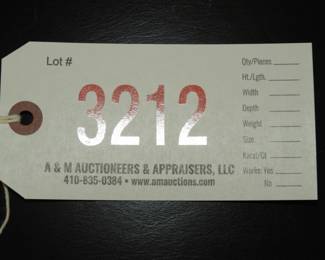 Lot #
3212
A & M AUCTIONEERS & APPRAISERS, LLC
410-835-0384 • www.amauctions.com
Qty/Pieces
Ht./Lgth.
Width
Depth
Weight
Size
Karat/Ct
Works: Yes
No